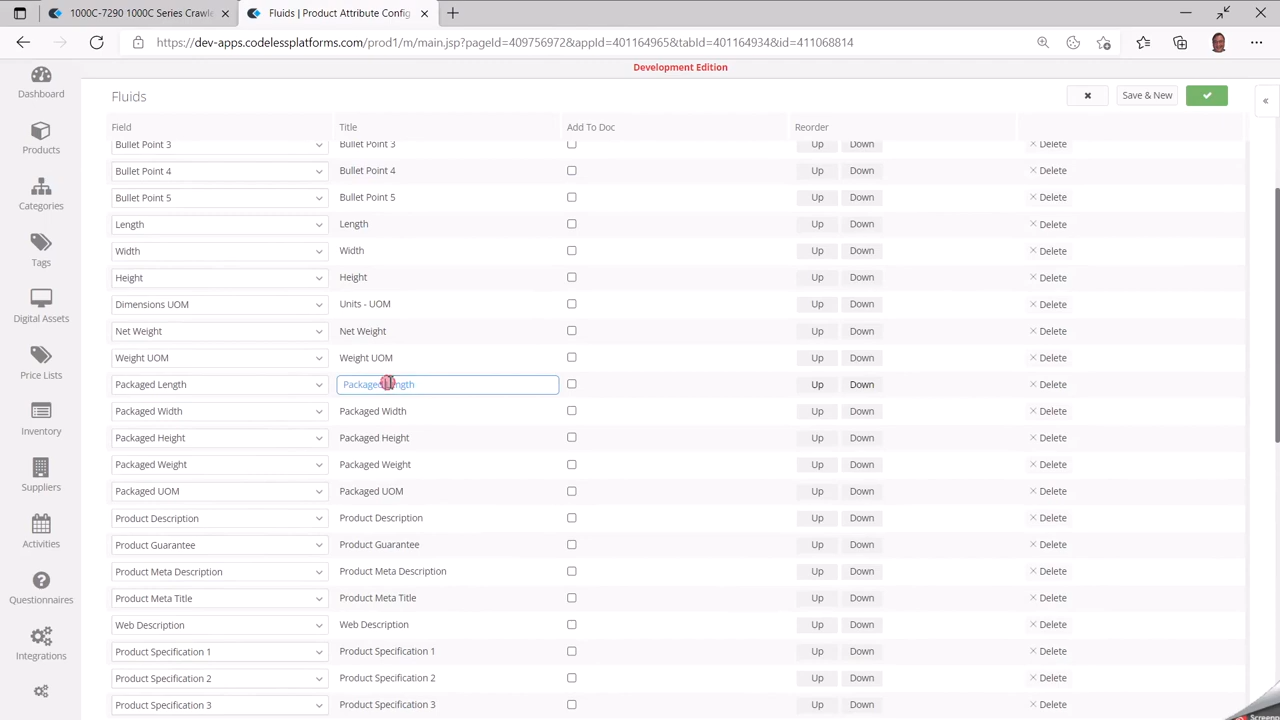 1000C-7290 1000C Series Crawle
Fluids | Product Attribute Config
https://dev-apps.codelessplatforms.com/prod1/m/main.jsp?pageId=409756972&appId=401164965&tabId=401164934&id=411068814
Development Edition
Dashboard
Products
Categories
Tags
Digital Assets
Price Lists
Inventory
Suppliers
Activities
Questionnaires
Integrations
Fluids
Save & New
Field Title Add To Doc Reorder
Bullet Point 3 Bullet Point 3 Up Down Delete
Bullet Point 4 Bullet Point 4 Up Down Delete
Bullet Point 5 Bullet Point 5 Up Down Delete
Length Length Up Down Delete
Width Width Up Down Delete
Height Height Up Down Delete
Dimensions UOM Units - UOM Up Down Delete
Net Weight Net Weight Up Down Delete
Weight UOM Weight UOM Up Down Delete
Packaged Length Packaged Length Up Down Delete
Packaged Width Packaged Width Up Down Delete
Packaged Height Packaged Height Up Down Delete
Packaged Weight Packaged Weight Up Down Delete
Packaged UOM Packaged UOM Up Down Delete
Product Description Product Description Up Down Delete
Product Guarantee Product Guarantee Up Down Delete
Product Meta Description Product Meta Description Up Down Delete
Product Meta Title Product Meta Title Up Down Delete
Web Description Web Description Up Down Delete
Product Specification 1 Product Specification 1 Up Down Delete
Product Specification 2 Product Specification 2 Up Down Delete
Product Specification 3 Product Specification 3 Up Down Delete